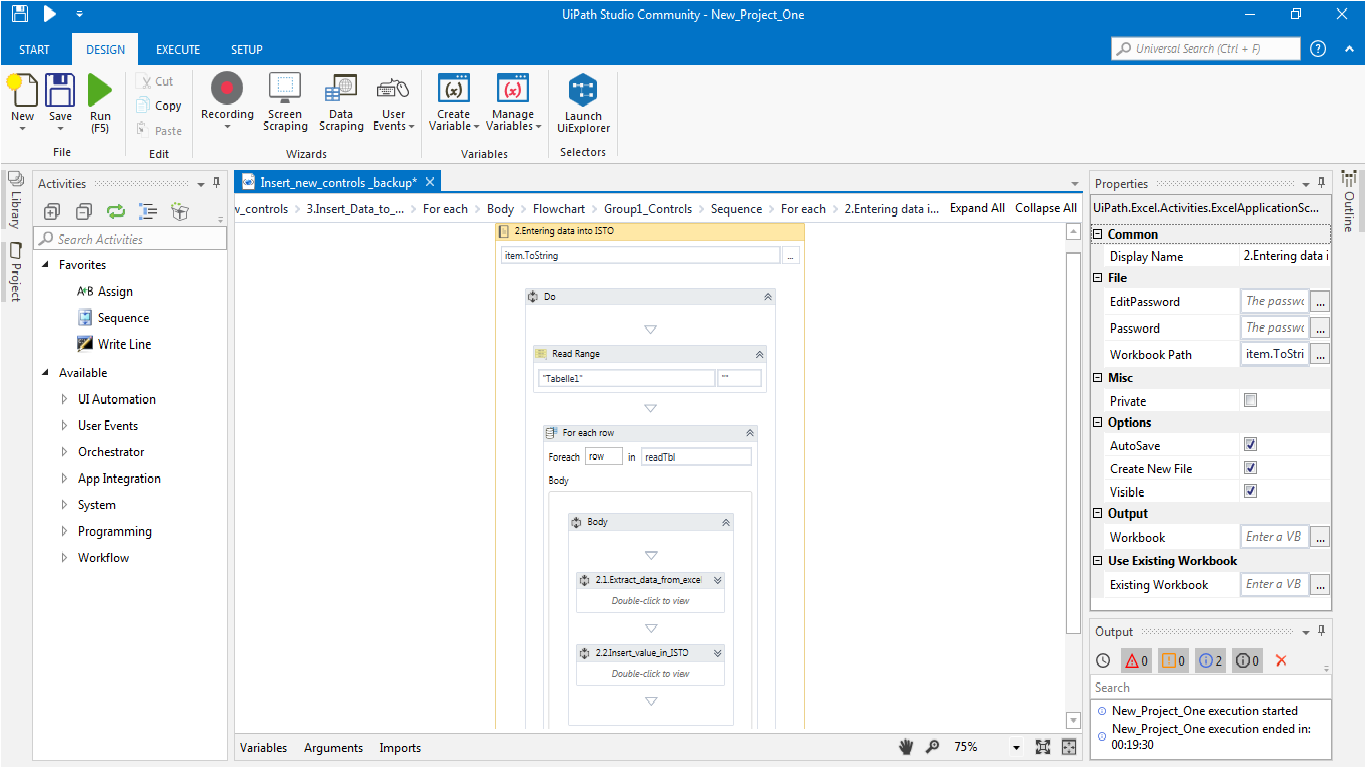 UiPath Studio Community - New_Project_One
START DESIGN EXECUTE SETUP
Universal Search (Ctrl + F)
New
Save
Run
(F5)
File
Cut
Copy
Paste
Edit
Recording
Screen
Scraping
Data
Scraping
User
Events
Wizards
Create
Variable
Manage
Variables
Variables
Launch
UiExplorer
Selectors
Library
Project
Activities
Search Activities
Favorites
A+B Assign
Sequence
Write Line
Available
UI Automation
User Events
Orchestrator
App Integration
System
Programming
Workflow
Insert_new_controls _backup*
w_controls > 3.Insert_Data_to_... > For each > Body > Flowchart > Group1_Controls > Sequence > For each > 2.Entering data i... Expand All Collapse All
2.Entering data into ISTO
item.ToString ...
Do
Read Range
"Tabelle1" ""
For each row
Foreach row in readTbl
Body
Body
2.1.Extract_data_from_excel
Double-click to view
2.2.Insert_value_in_ISTO
Double-click to view
Variables Arguments Imports
75%
Properties
UiPath.Excel.Activities.ExcelApplicationSc...
Common
Display Name 2.Entering data i
File
EditPassword The passwo ...
Password The passwo ...
Workbook Path item.ToStri ...
Misc
Private
Options
AutoSave
Create New File
Visible
Output
Workbook Enter a VB ...
Use Existing Workbook
Existing Workbook Enter a VB ...
Outline
Output
0 0 2 0
Search
New_Project_One execution started
New_Project_One execution ended in:
00:19:30